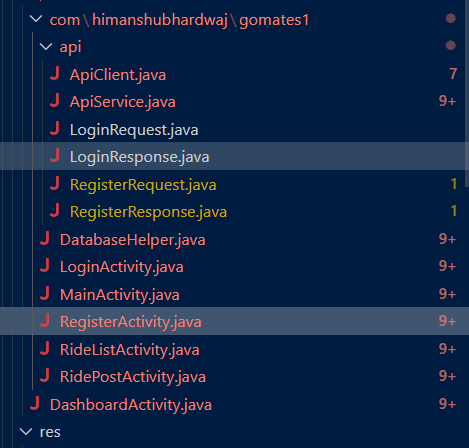 com\himanshubhardwaj\gomates1
api
ApiClient.java 7
ApiService.java 9+
LoginRequest.java
LoginResponse.java
RegisterRequest.java 1
RegisterResponse.java 1
DatabaseHelper.java 9+
LoginActivity.java 9+
MainActivity.java 9+
RegisterActivity.java 9+
RideListActivity.java 9+
RidePostActivity.java 9+
DashboardActivity.java 9+
res